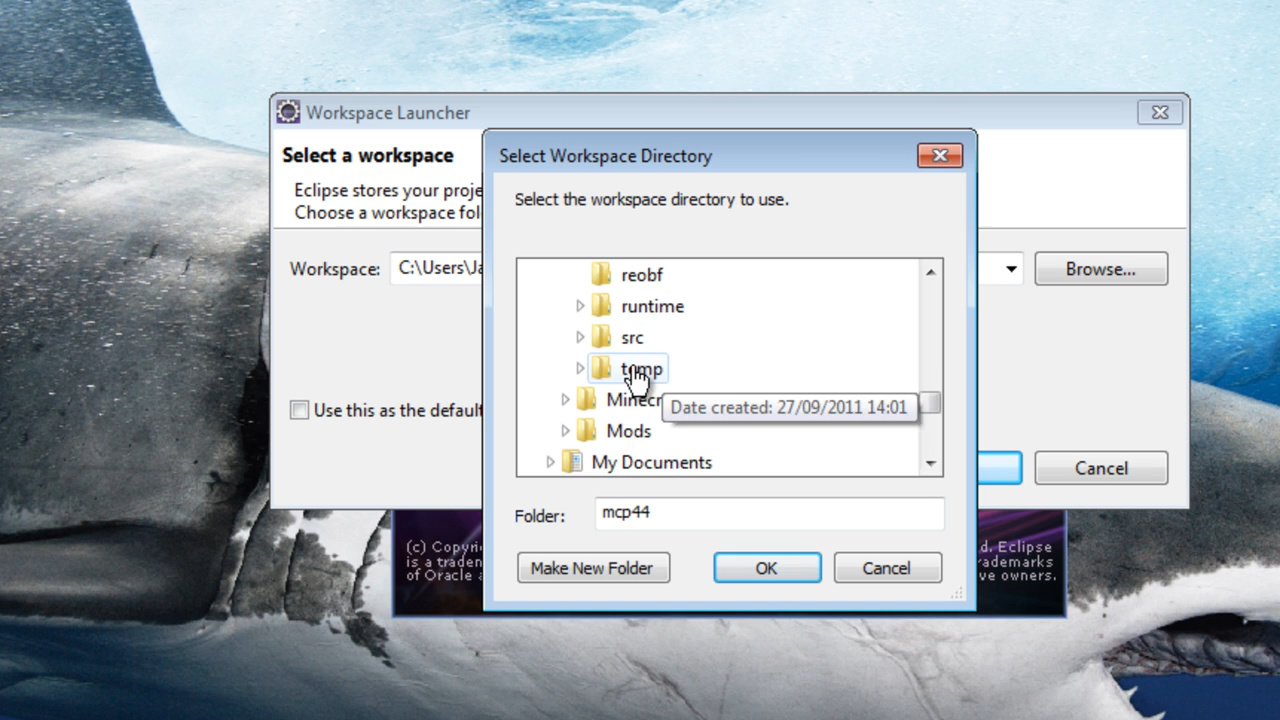 Workspace Launcher
Select a workspace
Eclipse stores your proje
Choose a workspace fol
Workspace: C:\Users\Ja
Browse...
Use this as the default
Cancel
Select Workspace Directory
Select the workspace directory to use.
reobf
runtime
src
temp
Minecr
Date created: 27/09/2011 14:01
Mods
My Documents
Folder: mcp44
Make New Folder
OK
Cancel
(c) Copyri
is a traden
of Oracle a
d. Eclipse
rademarks
ve owners.